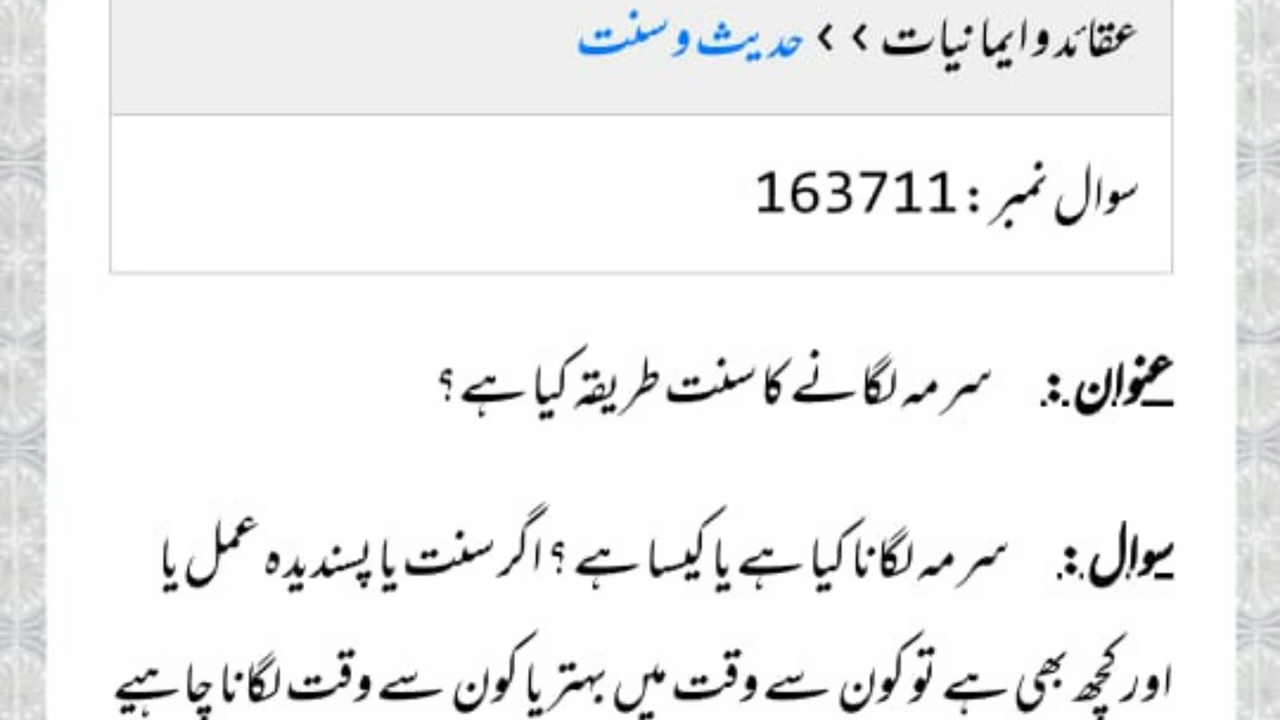 عقائد و ایمانیات >> حدیث و سنت
سوال نمبر: 163711
عنوان: سرمہ لگانے کا سنت طریقہ کیا ہے؟
سوال: سرمہ لگانا کیا ہے یا کیسا ہے؟ اگر سنت یا پسندیدہ عمل یا
اور کچھ بھی ہے تو کون سے وقت میں بہتر یا کون سے وقت لگانا چاہیے